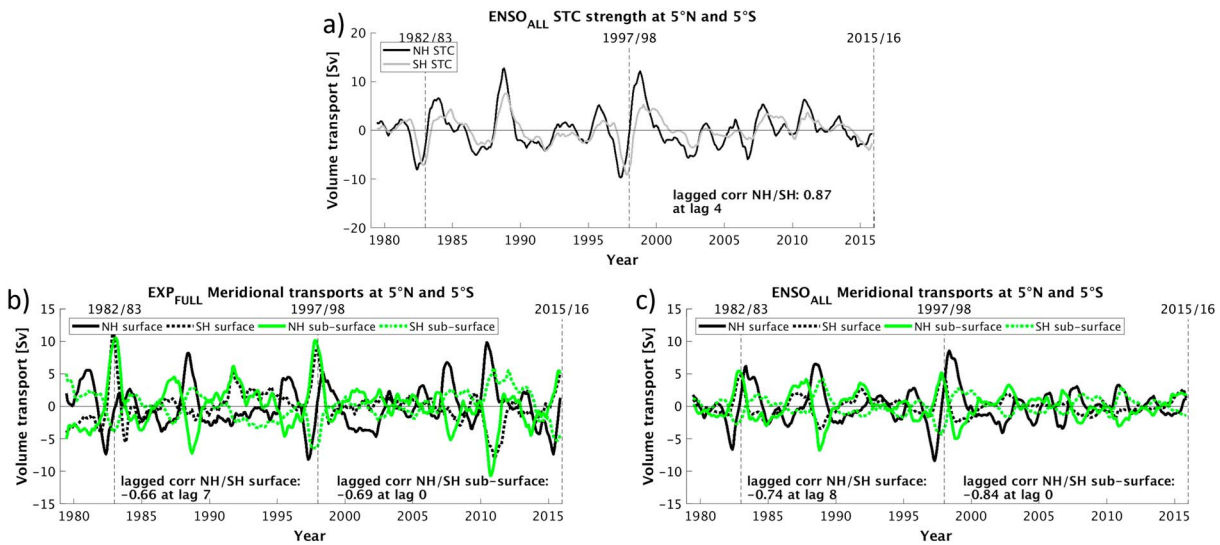 a)
ENSO_ALL STC strength at 5°N and 5°S
1982/83 1997/98 2015/16
NH STC
SH STC
Volume transport [Sv]
20
10
0
-10
-20
lagged corr NH/SH: 0.87
at lag 4
1980 1985 1990 1995 2000 2005 2010 2015
Year
b)
EXP_FULL Meridional transports at 5°N and 5°S
1982/83 1997/98 2015/16
NH surface SH surface NH sub-surface SH sub-surface
Volume transport [Sv]
15
10
5
0
-5
-10
-15
lagged corr NH/SH surface:
-0.66 at lag 7
lagged corr NH/SH sub-surface:
-0.69 at lag 0
1980 1985 1990 1995 2000 2005 2010 2015
Year
c)
ENSO_ALL Meridional transports at 5°N and 5°S
1982/83 1997/98 2015/16
NH surface SH surface NH sub-surface SH sub-surface
Volume transport [Sv]
15
10
5
0
-5
-10
-15
lagged corr NH/SH surface:
-0.74 at lag 8
lagged corr NH/SH sub-surface:
-0.84 at lag 0
1980 1985 1990 1995 2000 2005 2010 2015
Year